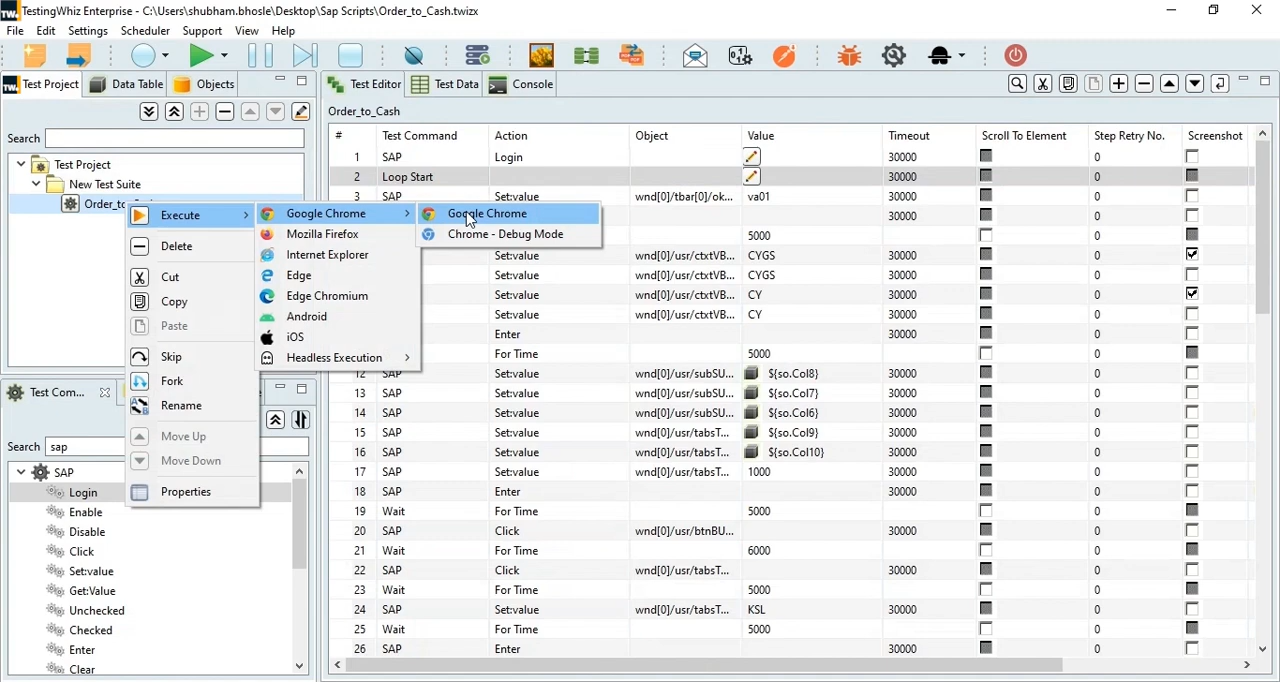 TestingWhiz Enterprise - C:\Users\shubham.bhosle\Desktop\Sap Scripts\Order_to_Cash.twizx
File Edit Settings Scheduler Support View Help
Test Project Data Table Objects Test Editor Test Data Console
Order_to_Cash
Search
# Test Command Action Object Value Timeout Scroll To Element Step Retry No. Screenshot
Test Project
New Test Suite
Execute
Delete
Cut
Copy
Paste
Skip
Fork
Rename
Move Up
Move Down
Properties
Google Chrome
Mozilla Firefox
Internet Explorer
Edge
Edge Chromium
Android
iOS
Headless Execution
Google Chrome
Chrome - Debug Mode
1 SAP Login 30000 0
2 Loop Start 30000 0
3 SAP Set:value wnd[0]/tbar[0]/ok... va01 30000 0
30000 0
5000 0
Set:value wnd[0]/usr/ctxtVB... CYGS 30000 0
Set:value wnd[0]/usr/ctxtVB... CYGS 30000 0
Set:value wnd[0]/usr/ctxtVB... CY 30000 0
Set:value wnd[0]/usr/ctxtVB... CY 30000 0
Enter 30000 0
For Time 5000 0
12 SAP Set:value wnd[0]/usr/subSU... ${so.Col8} 30000 0
13 SAP Set:value wnd[0]/usr/subSU... ${so.Col7} 30000 0
14 SAP Set:value wnd[0]/usr/subSU... ${so.Col6} 30000 0
15 SAP Set:value wnd[0]/usr/tabsT... ${so.Col9} 30000 0
16 SAP Set:value wnd[0]/usr/tabsT... ${so.Col10} 30000 0
17 SAP Set:value wnd[0]/usr/tabsT... 1000 30000 0
18 SAP Enter 30000 0
19 Wait For Time 5000 0
20 SAP Click wnd[0]/usr/btnBU... 30000 0
21 Wait For Time 6000 0
22 SAP Click wnd[0]/usr/tabsT... 30000 0
23 Wait For Time 5000 0
24 SAP Set:value wnd[0]/usr/tabsT... KSL 30000 0
25 Wait For Time 5000 0
26 SAP Enter 30000 0
Test Com...
Search sap
SAP
Login
Enable
Disable
Click
Set:value
Get:Value
Unchecked
Checked
Enter
Clear